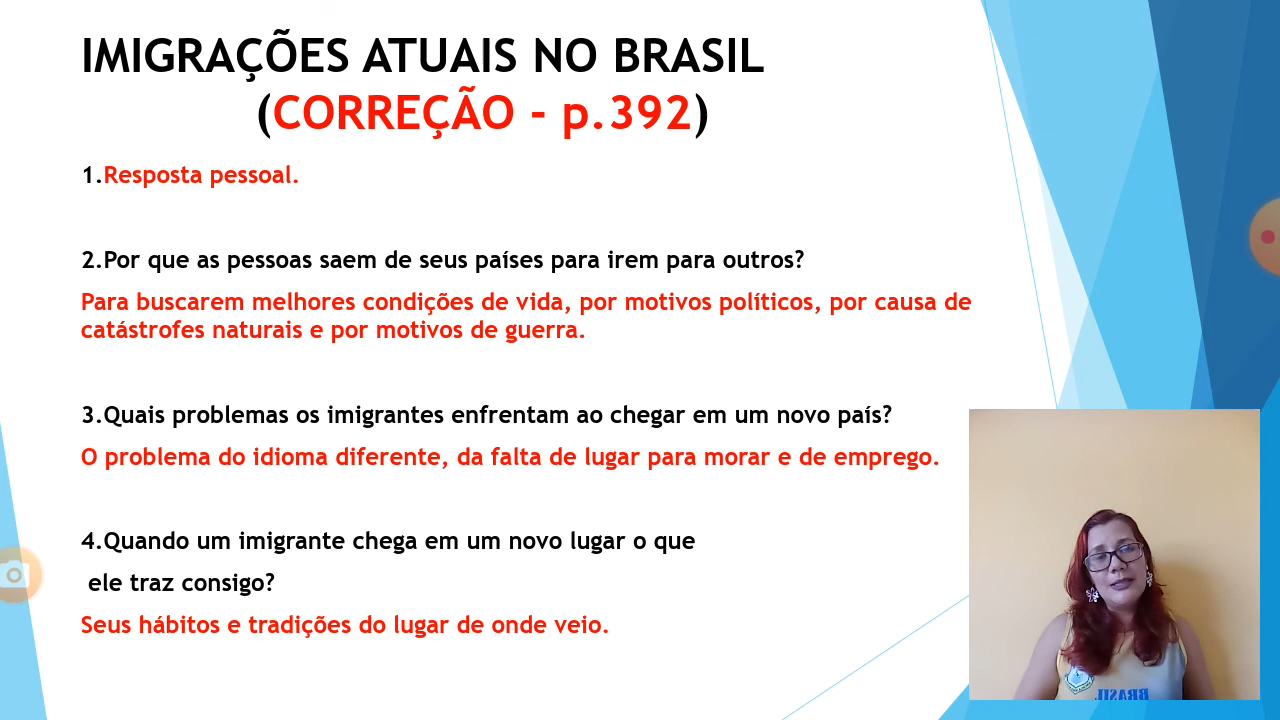 IMIGRAÇÕES ATUAIS NO BRASIL
(CORREÇÃO - p.392)
1.Resposta pessoal.
2.Por que as pessoas saem de seus países para irem para outros?
Para buscarem melhores condições de vida, por motivos políticos, por causa de
catástrofes naturais e por motivos de guerra.
3.Quais problemas os imigrantes enfrentam ao chegar em um novo país?
O problema do idioma diferente, da falta de lugar para morar e de emprego.
4.Quando um imigrante chega em um novo lugar o que
ele traz consigo?
Seus hábitos e tradições do lugar de onde veio.
BRASIL